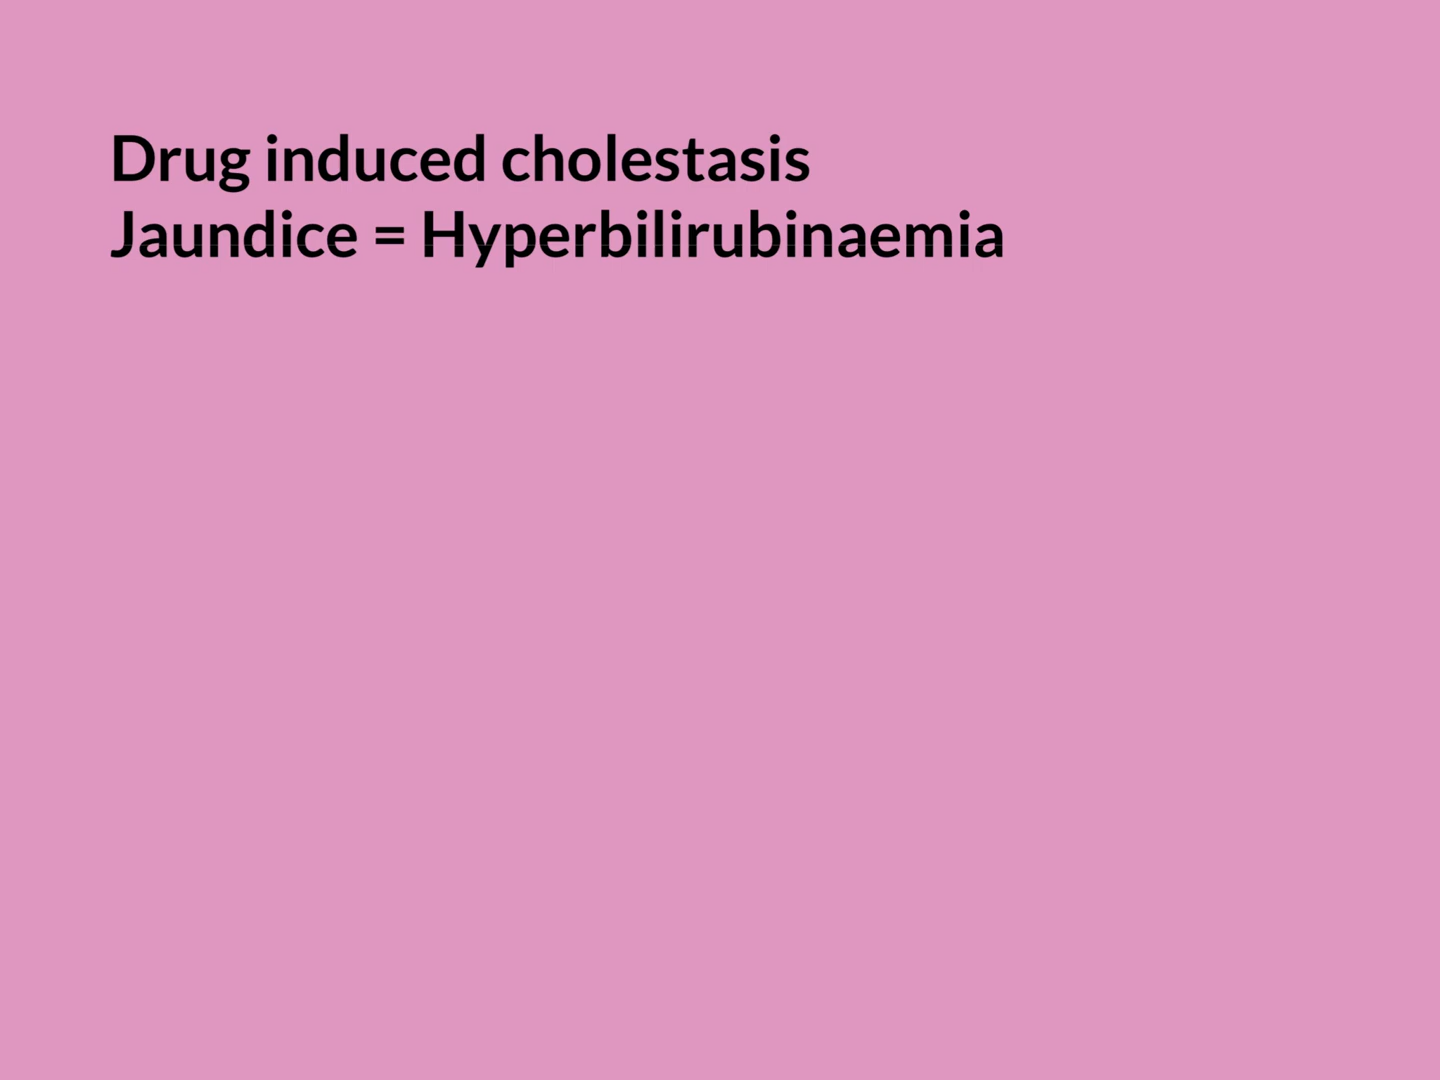 Drug induced cholestasis
Jaundice = Hyperbilirubinaemia